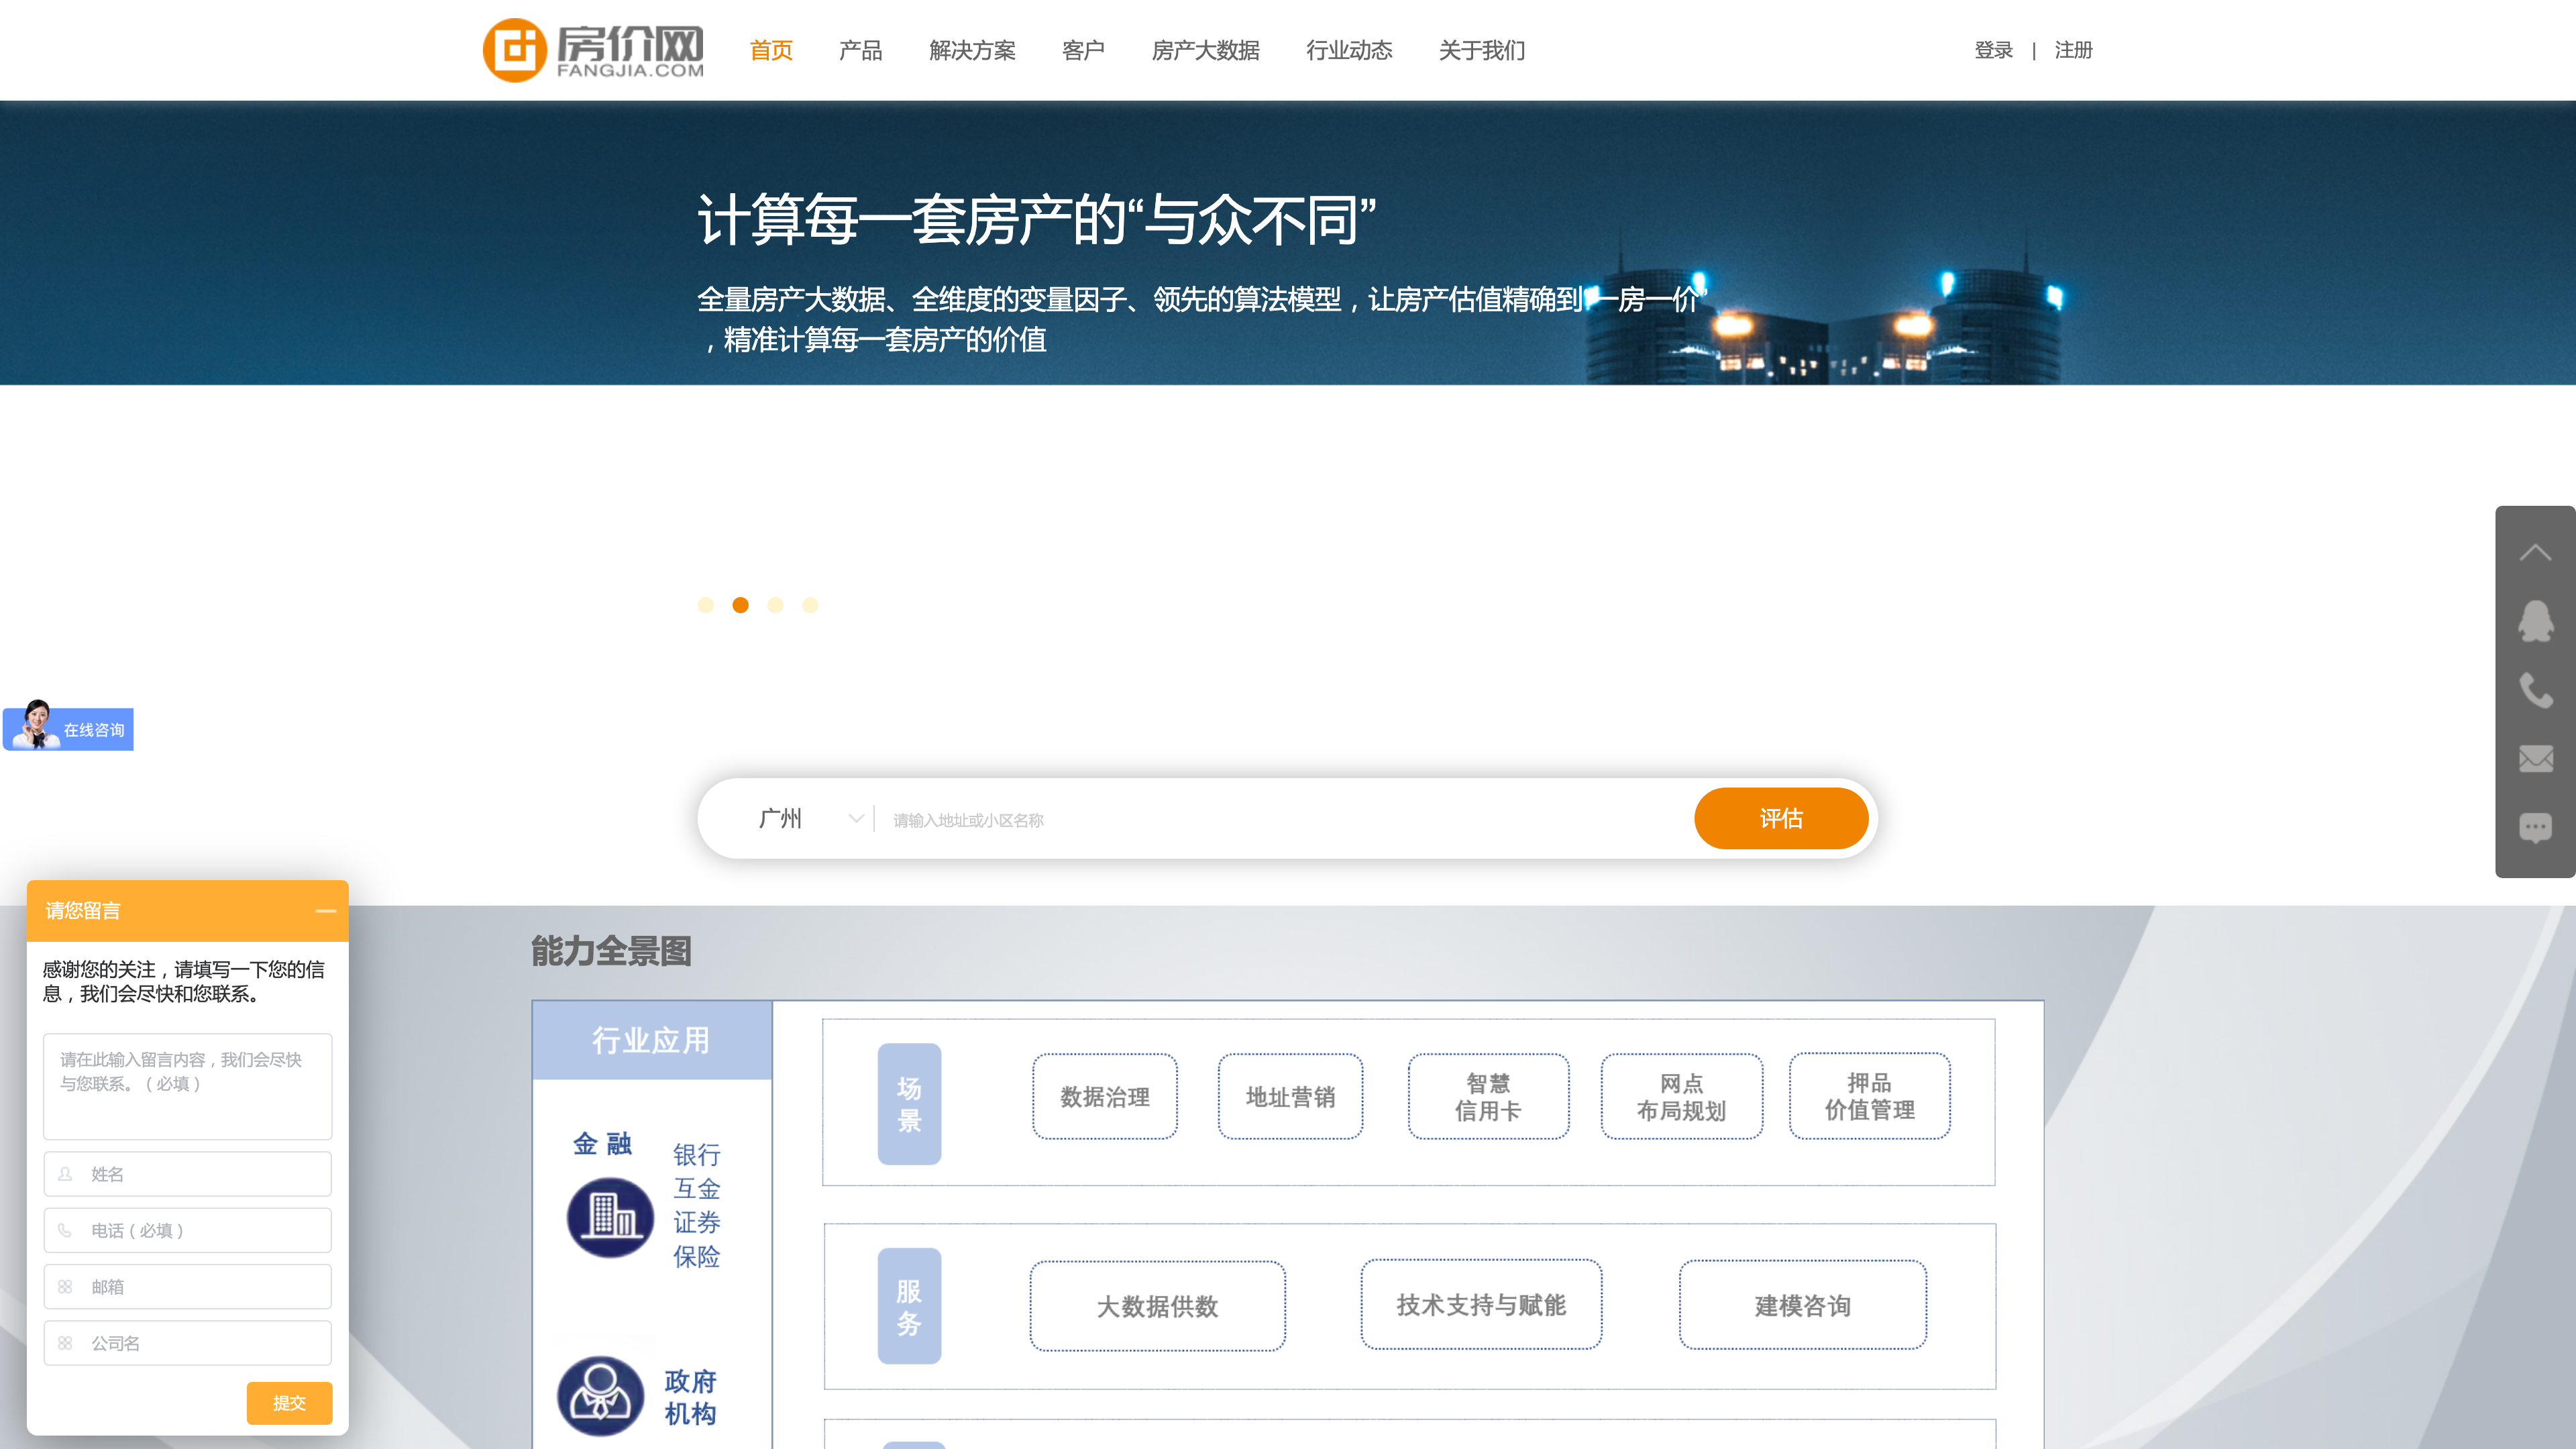 房价网
FANGJIA.COM
首页 产品 解决方案 客户 房产大数据 行业动态 关于我们 登录 | 注册
计算每一套房产的“与众不同”
全量房产大数据、全维度的变量因子、领先的算法模型，让房产估值精确到“一房一价”
，精准计算每一套房产的价值
在线咨询
广州 请输入地址或小区名称 评估
请您留言
感谢您的关注，请填写一下您的信
息，我们会尽快和您联系。
请在此输入留言内容，我们会尽快
与您联系。（必填）
姓名
电话（必填）
邮箱
公司名
提交
能力全景图
行业应用
金 融
银行
互金
证券
保险
政府
机构
场
景
数据治理
地址营销
智慧
信用卡
网点
布局规划
押品
价值管理
服
务
大数据供数
技术支持与赋能
建模咨询